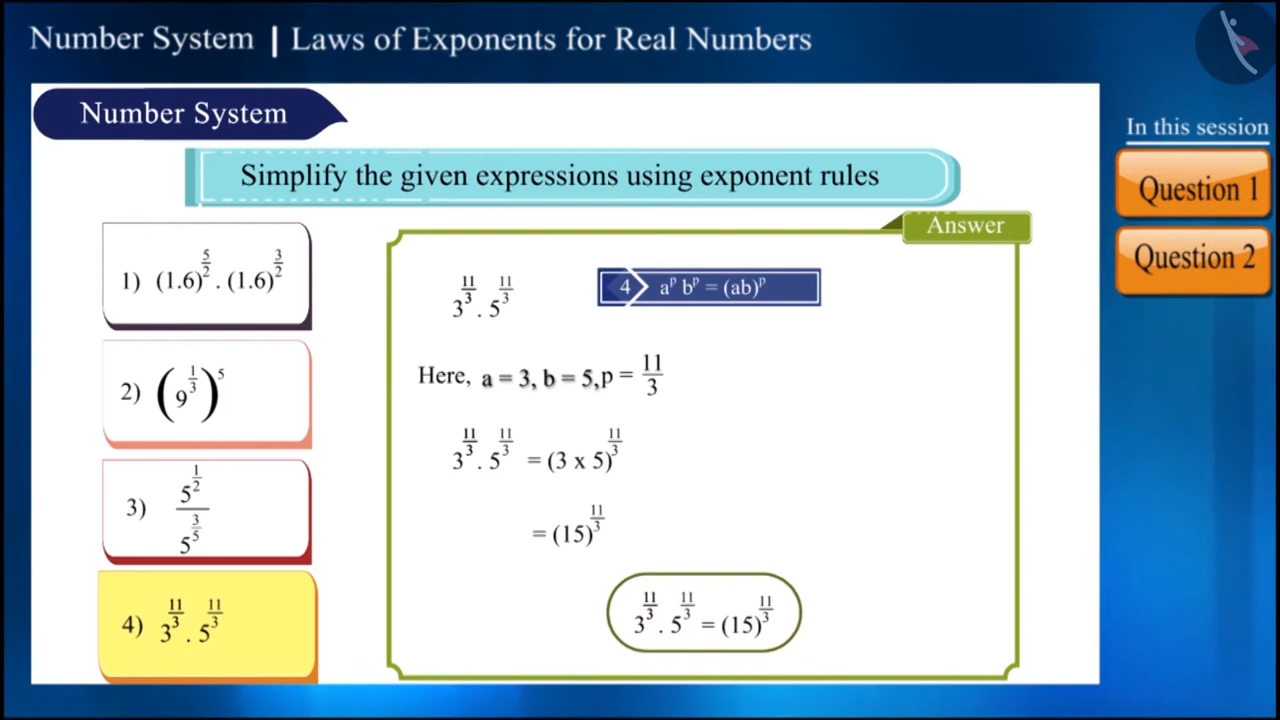 Number System | Laws of Exponents for Real Numbers
In this session
Question 1
Question 2
Number System
Simplify the given expressions using exponent rules
1) (1.6)^(5/2) . (1.6)^(3/2)
2) (9^(1/3))^5
3) 5^(1/2) / 5^(3/5)
4) 3^(11/3) . 5^(11/3)
Answer
3^(11/3) . 5^(11/3)
4 a^p b^p = (ab)^p
Here, a = 3, b = 5, p = 11/3
3^(11/3) . 5^(11/3) = (3 x 5)^(11/3)
= (15)^(11/3)
3^(11/3) . 5^(11/3) = (15)^(11/3)